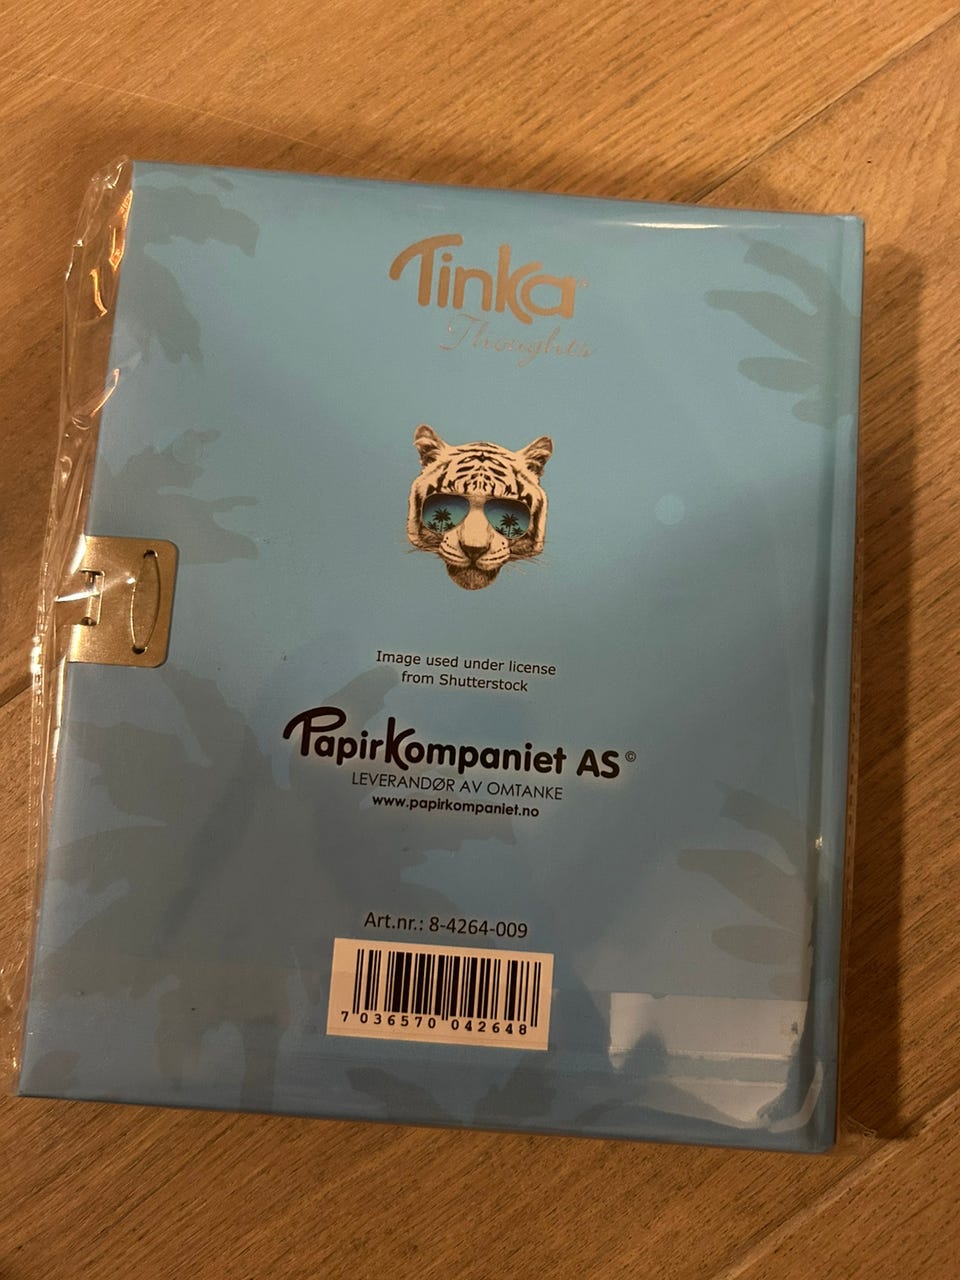 Tinka
Thoughts
Image used under license
from Shutterstock
PapirKompaniet AS©
LEVERANDØR AV OMTANKE
www.papirkompaniet.no
Art.nr.: 8-4264-009
7 036570 042648